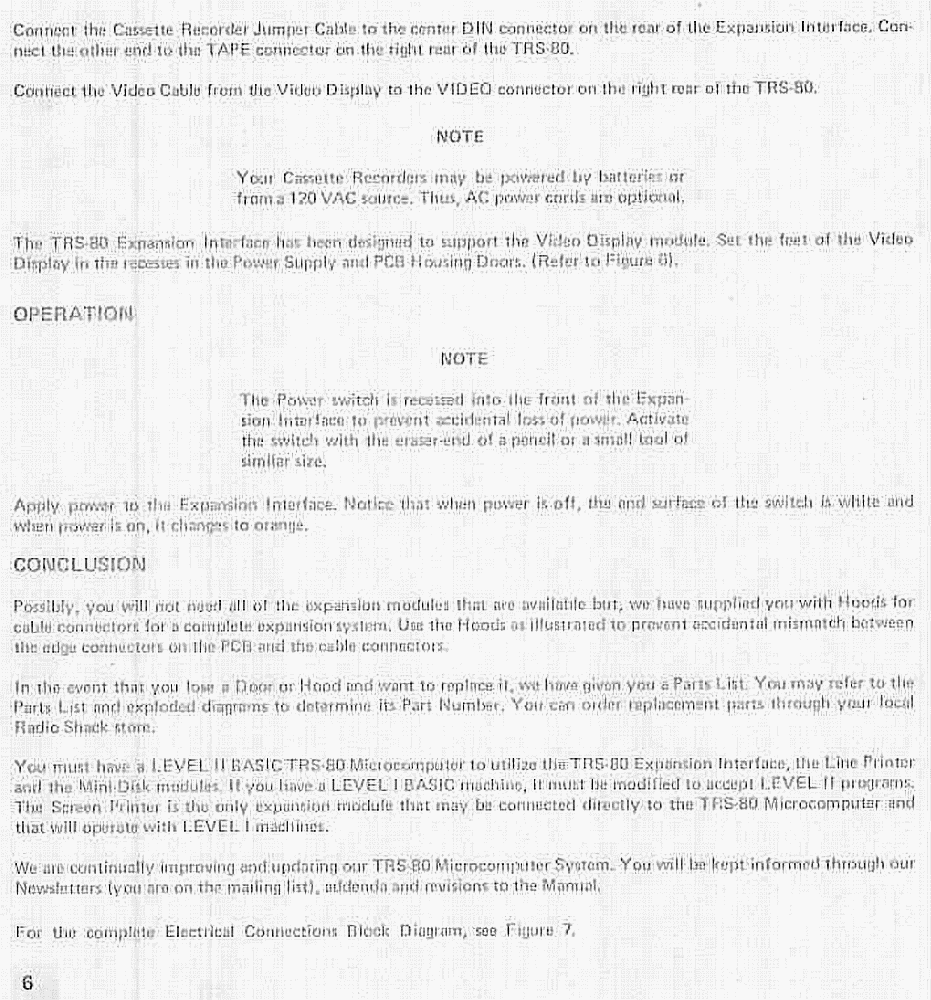 Connect the Cassette Recorder Jumper Cable to the center DIN connector on the rear of the Expansion Interface. Con-
nect the other end to the TAPE connector on the right rear of the TRS-80.
Connect the Video Cable from the Video Display to the VIDEO connector on the right rear of the TRS-80.
NOTE
Your Cassette Recorders may be powered by batteries or
from a 120 VAC source. Thus, AC power cords are optional.
The TRS-80 Expansion Interface has been designed to support the Video Display module. Set the feet of the Video
Display in the recesses in the Power Supply and PCB Housing Doors. (Refer to Figure 6).
OPERATION
NOTE
The Power switch is recessed into the front of the Expan-
sion Interface to prevent accidental loss of power. Activate
the switch with the eraser-end of a pencil or a small tool of
similar size.
Apply power to the Expansion Interface. Notice that when power is off, the end surface of the switch is white and
when power is on, it changes to orange.
CONCLUSION
Possibly, you will not need all of the expansion modules that are available but, we have supplied you with Hoods for
cable connectors for a complete expansion system. Use the Hoods as illustrated to prevent accidental mismatch between
the edge connectors on the PCB and the cable connectors.
In the event that you lose a Door or Hood and want to replace it, we have given you a Parts List. You may refer to the
Parts List and exploded diagrams to determine its Part Number. You can order replacement parts through your local
Radio Shack store.
You must have a LEVEL II BASIC TRS-80 Microcomputer to utilize the TRS-80 Expansion Interface, the Line Printer
and the Mini-Disk modules. If you have a LEVEL I BASIC machine, it must be modified to accept LEVEL II programs.
The Screen Printer is the only expansion module that may be connected directly to the TRS-80 Microcomputer and
that will operate with LEVEL I machines.
We are continually improving and updating our TRS-80 Microcomputer System. You will be kept informed through our
Newsletters (you are on the mailing list), addenda and revisions to the Manual.
For the complete Electrical Connections Block Diagram, see Figure 7.
6